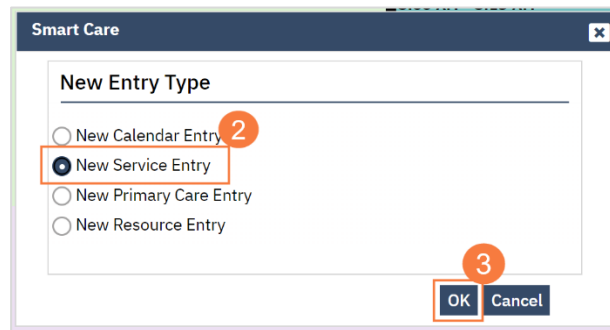 Smart Care
New Entry Type
New Calendar Entry
2
New Service Entry
New Primary Care Entry
New Resource Entry
3
OK Cancel